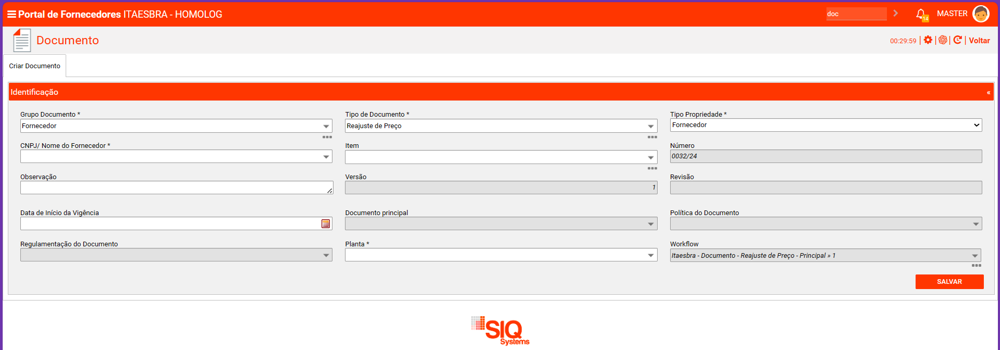 Portal de Fornecedores ITAESBRA - HOMOLOG
doc
14
MASTER
Documento
00:29:59 | | | | Voltar
Criar Documento
Identificação «
Grupo Documento * Tipo de Documento * Tipo Propriedade *
Fornecedor Reajuste de Preço Fornecedor
CNPJ/ Nome do Fornecedor * Item Número
0032/24
Observação Versão Revisão
1
Data de Início da Vigência Documento principal Política do Documento
Regulamentação do Documento Planta * Workflow
Itaesbra - Documento - Reajuste de Preço - Principal » 1
SALVAR
SIQ
Systems